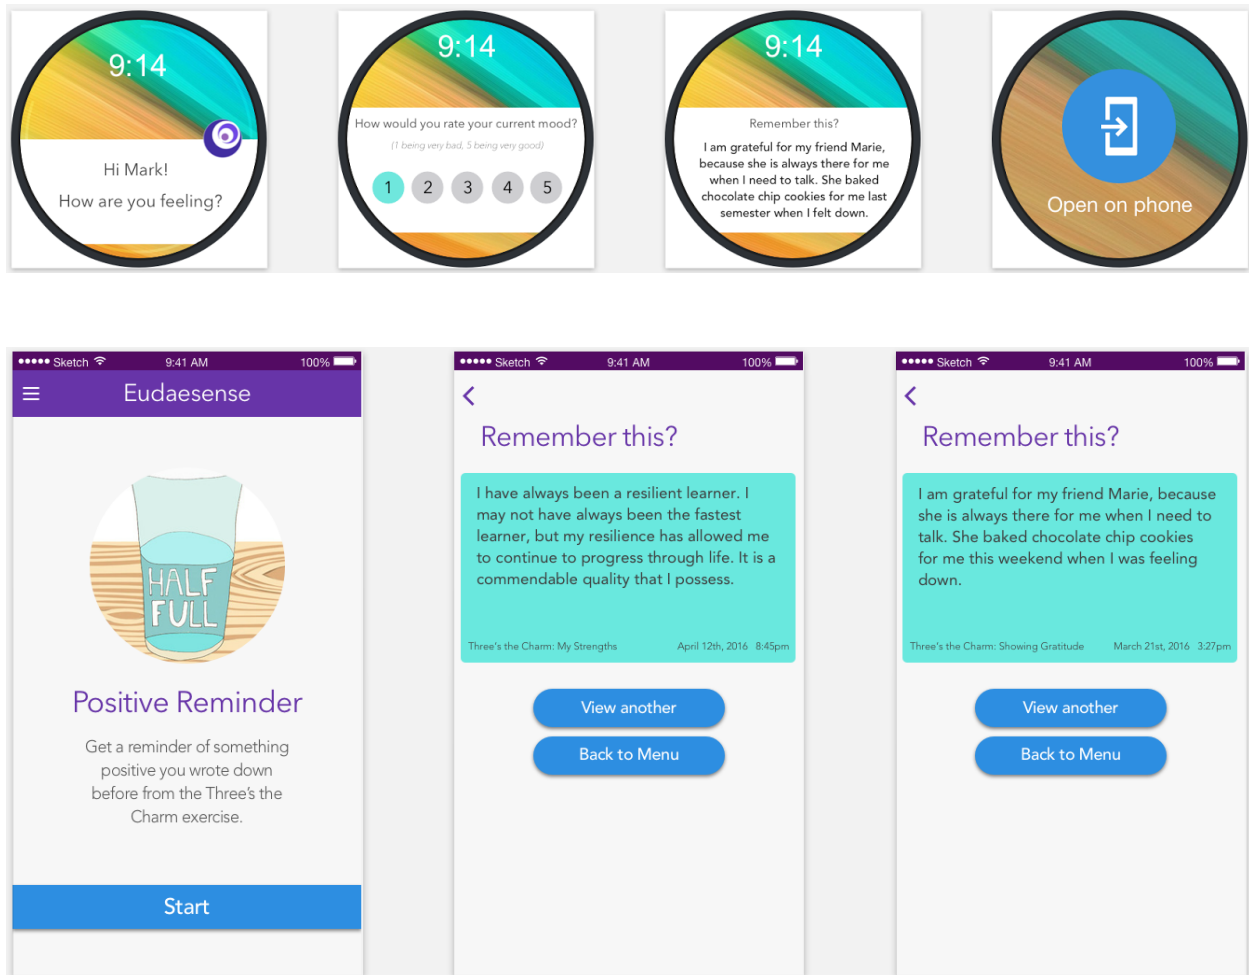 9:14
Hi Mark!
How are you feeling?
9:14
How would you rate your current mood?
(1 being very bad, 5 being very good)
1 2 3 4 5
9:14
Remember this?
I am grateful for my friend Marie,
because she is always there for me
when I need to talk. She baked
chocolate chip cookies for me last
semester when I felt down.
Open on phone
Sketch 9:41 AM 100%
Eudaesense
HALF
FULL
Positive Reminder
Get a reminder of something
positive you wrote down
before from the Three's the
Charm exercise.
Start
Sketch 9:41 AM 100%
Remember this?
I have always been a resilient learner. I
may not have always been the fastest
learner, but my resilience has allowed me
to continue to progress through life. It is a
commendable quality that I possess.
Three's the Charm: My Strengths April 12th, 2016 8:45pm
View another
Back to Menu
Sketch 9:41 AM 100%
Remember this?
I am grateful for my friend Marie, because
she is always there for me when I need to
talk. She baked chocolate chip cookies
for me this weekend when I was feeling
down.
Three's the Charm: Showing Gratitude March 21st, 2016 3:27pm
View another
Back to Menu